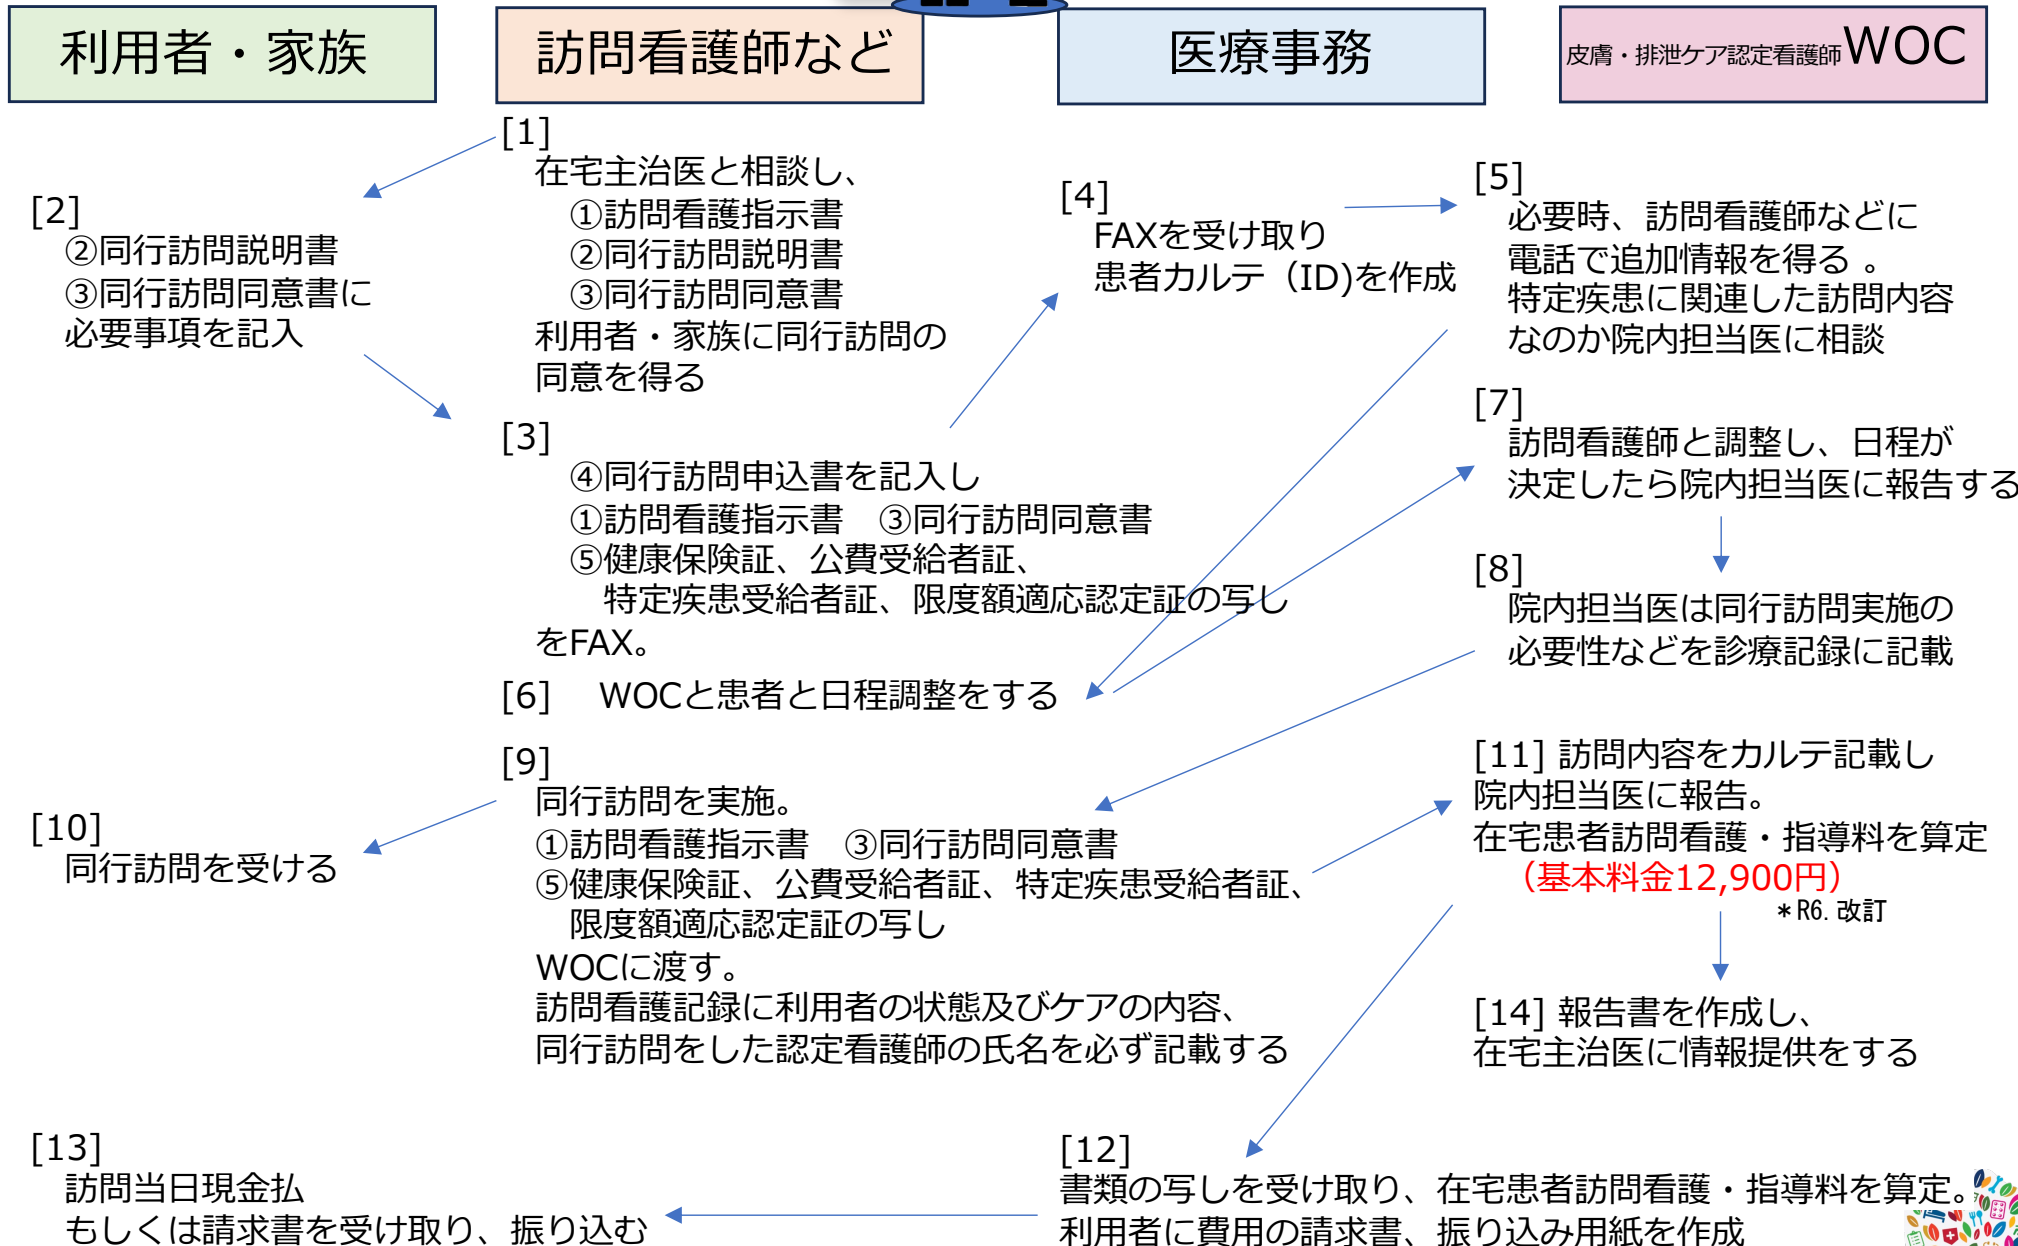 利用者・家族
訪問看護師など
医療事務
皮膚・排泄ケア認定看護師WOC
[1]
在宅主治医と相談し、
①訪問看護指示書
②同行訪問説明書
③同行訪問同意書
利用者・家族に同行訪問の
同意を得る
[2]
②同行訪問説明書
③同行訪問同意書に
必要事項を記入
[3]
④同行訪問申込書を記入し
①訪問看護指示書　③同行訪問同意書
⑤健康保険証、公費受給者証、
特定疾患受給者証、限度額適応認定証の写し
をFAX。
[4]
FAXを受け取り
患者カルテ（ID)を作成
[5]
必要時、訪問看護師などに
電話で追加情報を得る 。
特定疾患に関連した訪問内容
なのか院内担当医に相談
[6]　WOCと患者と日程調整をする
[7]
訪問看護師と調整し、日程が
決定したら院内担当医に報告する
[8]
院内担当医は同行訪問実施の
必要性などを診療記録に記載
[9]
同行訪問を実施。
①訪問看護指示書　③同行訪問同意書
⑤健康保険証、公費受給者証、特定疾患受給者証、
限度額適応認定証の写し
WOCに渡す。
訪問看護記録に利用者の状態及びケアの内容、
同行訪問をした認定看護師の氏名を必ず記載する
[10]
同行訪問を受ける
[11] 訪問内容をカルテ記載し
院内担当医に報告。
在宅患者訪問看護・指導料を算定
（基本料金12,900円）
＊R6.改訂
[12]
書類の写しを受け取り、在宅患者訪問看護・指導料を算定。
利用者に費用の請求書、振り込み用紙を作成
[13]
訪問当日現金払
もしくは請求書を受け取り、振り込む
[14] 報告書を作成し、
在宅主治医に情報提供をする